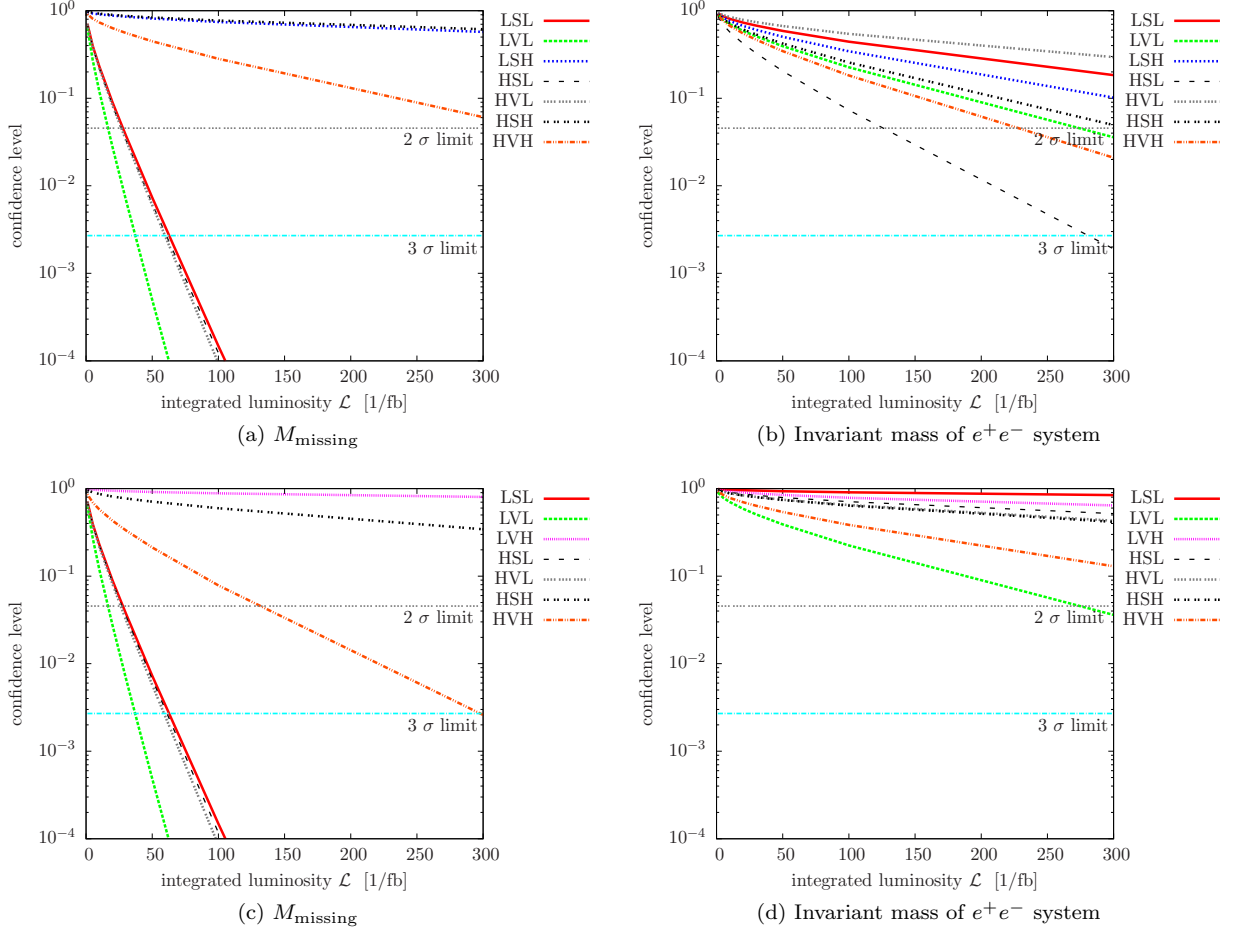 10^0
10^-1
10^-2
10^-3
10^-4
0 50 100 150 200 250 300
confidence level
integrated luminosity ℒ [1/fb]
2 σ limit
3 σ limit
LSL
LVL
LSH
HSL
HVL
HSH
HVH
(a) M_missing
10^0
10^-1
10^-2
10^-3
10^-4
0 50 100 150 200 250 300
confidence level
integrated luminosity ℒ [1/fb]
2 σ limit
3 σ limit
LSL
LVL
LSH
HSL
HVL
HSH
HVH
(b) Invariant mass of e^+e^- system
10^0
10^-1
10^-2
10^-3
10^-4
0 50 100 150 200 250 300
confidence level
integrated luminosity ℒ [1/fb]
2 σ limit
3 σ limit
LSL
LVL
LVH
HSL
HVL
HSH
HVH
(c) M_missing
10^0
10^-1
10^-2
10^-3
10^-4
0 50 100 150 200 250 300
confidence level
integrated luminosity ℒ [1/fb]
2 σ limit
3 σ limit
LSL
LVL
LVH
HSL
HVL
HSH
HVH
(d) Invariant mass of e^+e^- system